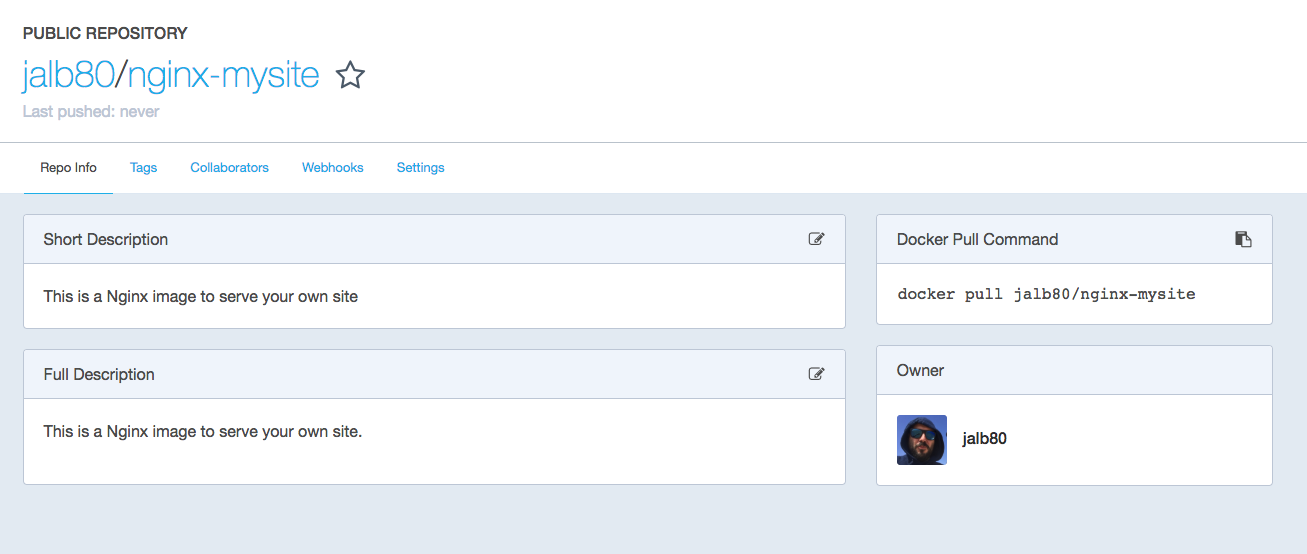 PUBLIC REPOSITORY
jalb80/nginx-mysite
Last pushed: never
Repo Info Tags Collaborators Webhooks Settings
Short Description
This is a Nginx image to serve your own site
Full Description
This is a Nginx image to serve your own site.
Docker Pull Command
docker pull jalb80/nginx-mysite
Owner
jalb80